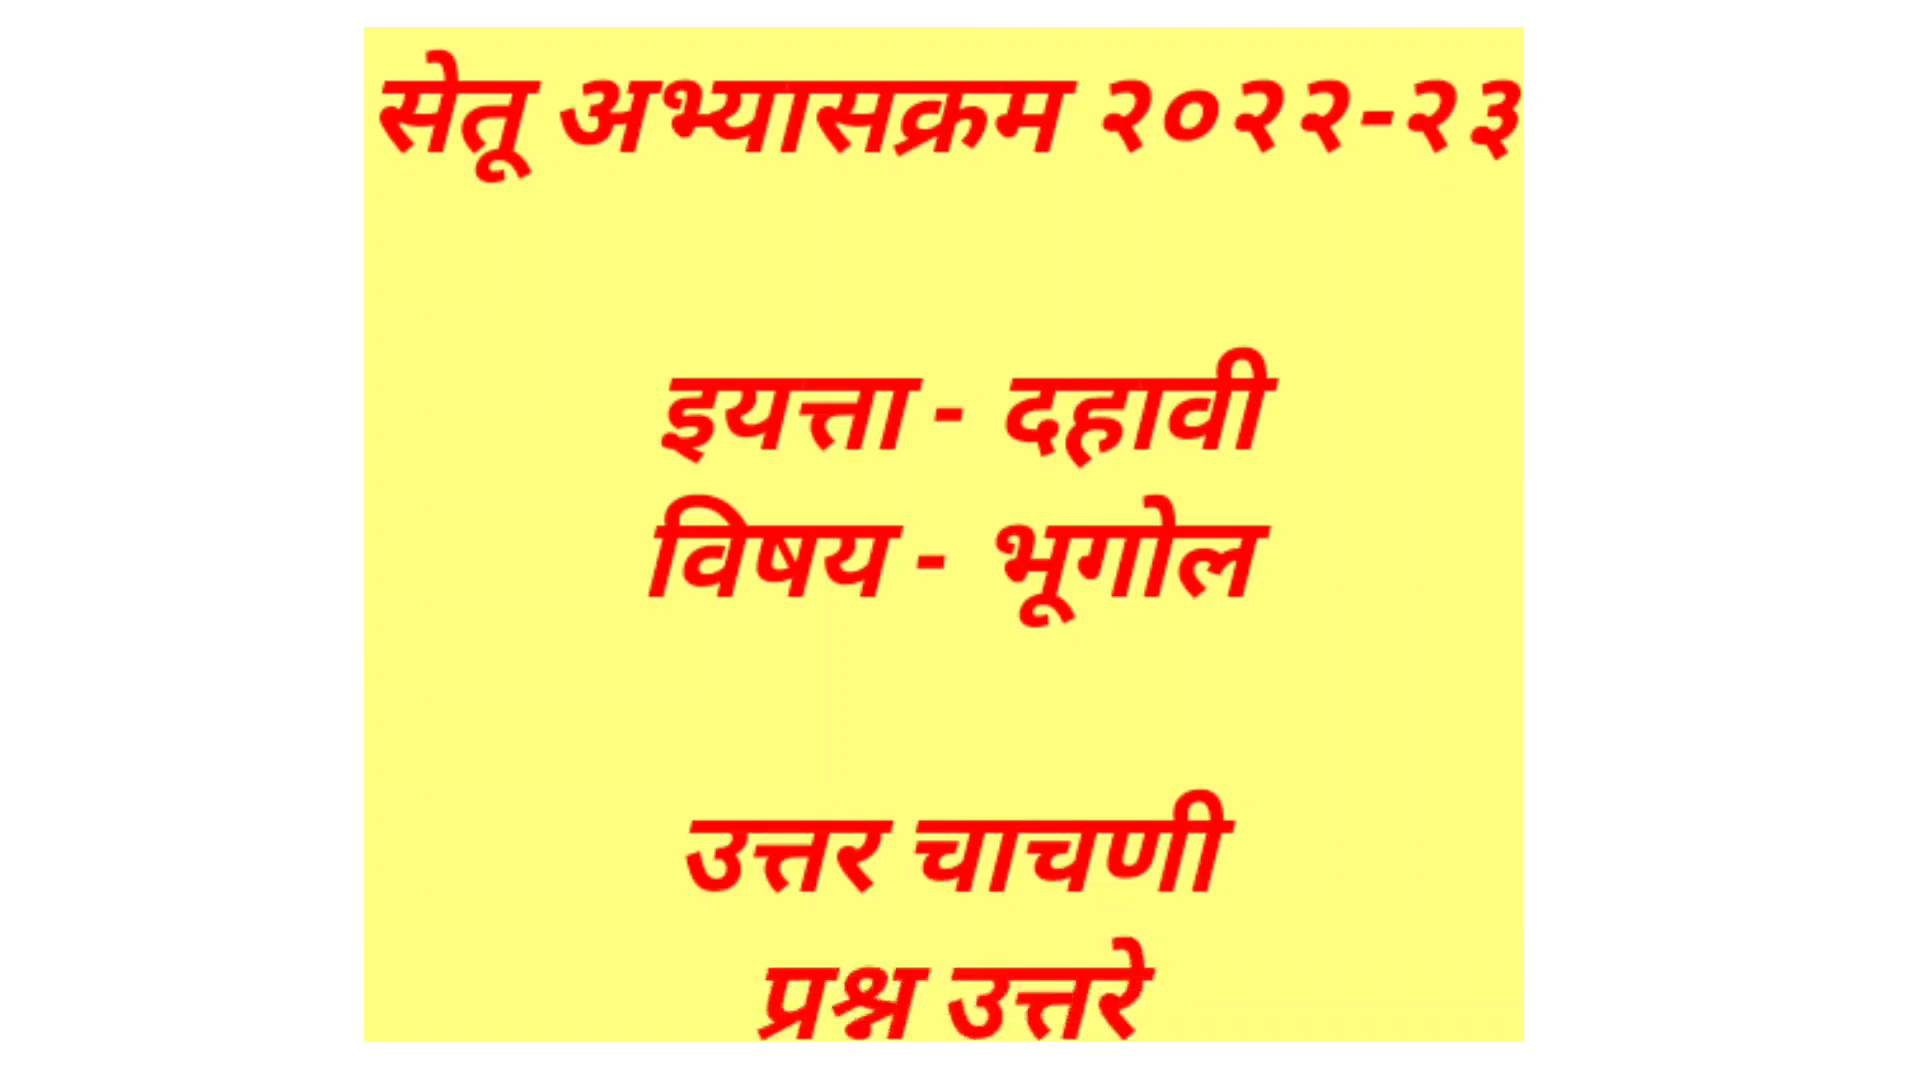 सेतू अभ्यासक्रम २०२२-२३
इयत्ता - दहावी
विषय - भूगोल
उत्तर चाचणी
प्रश्न उत्तरे